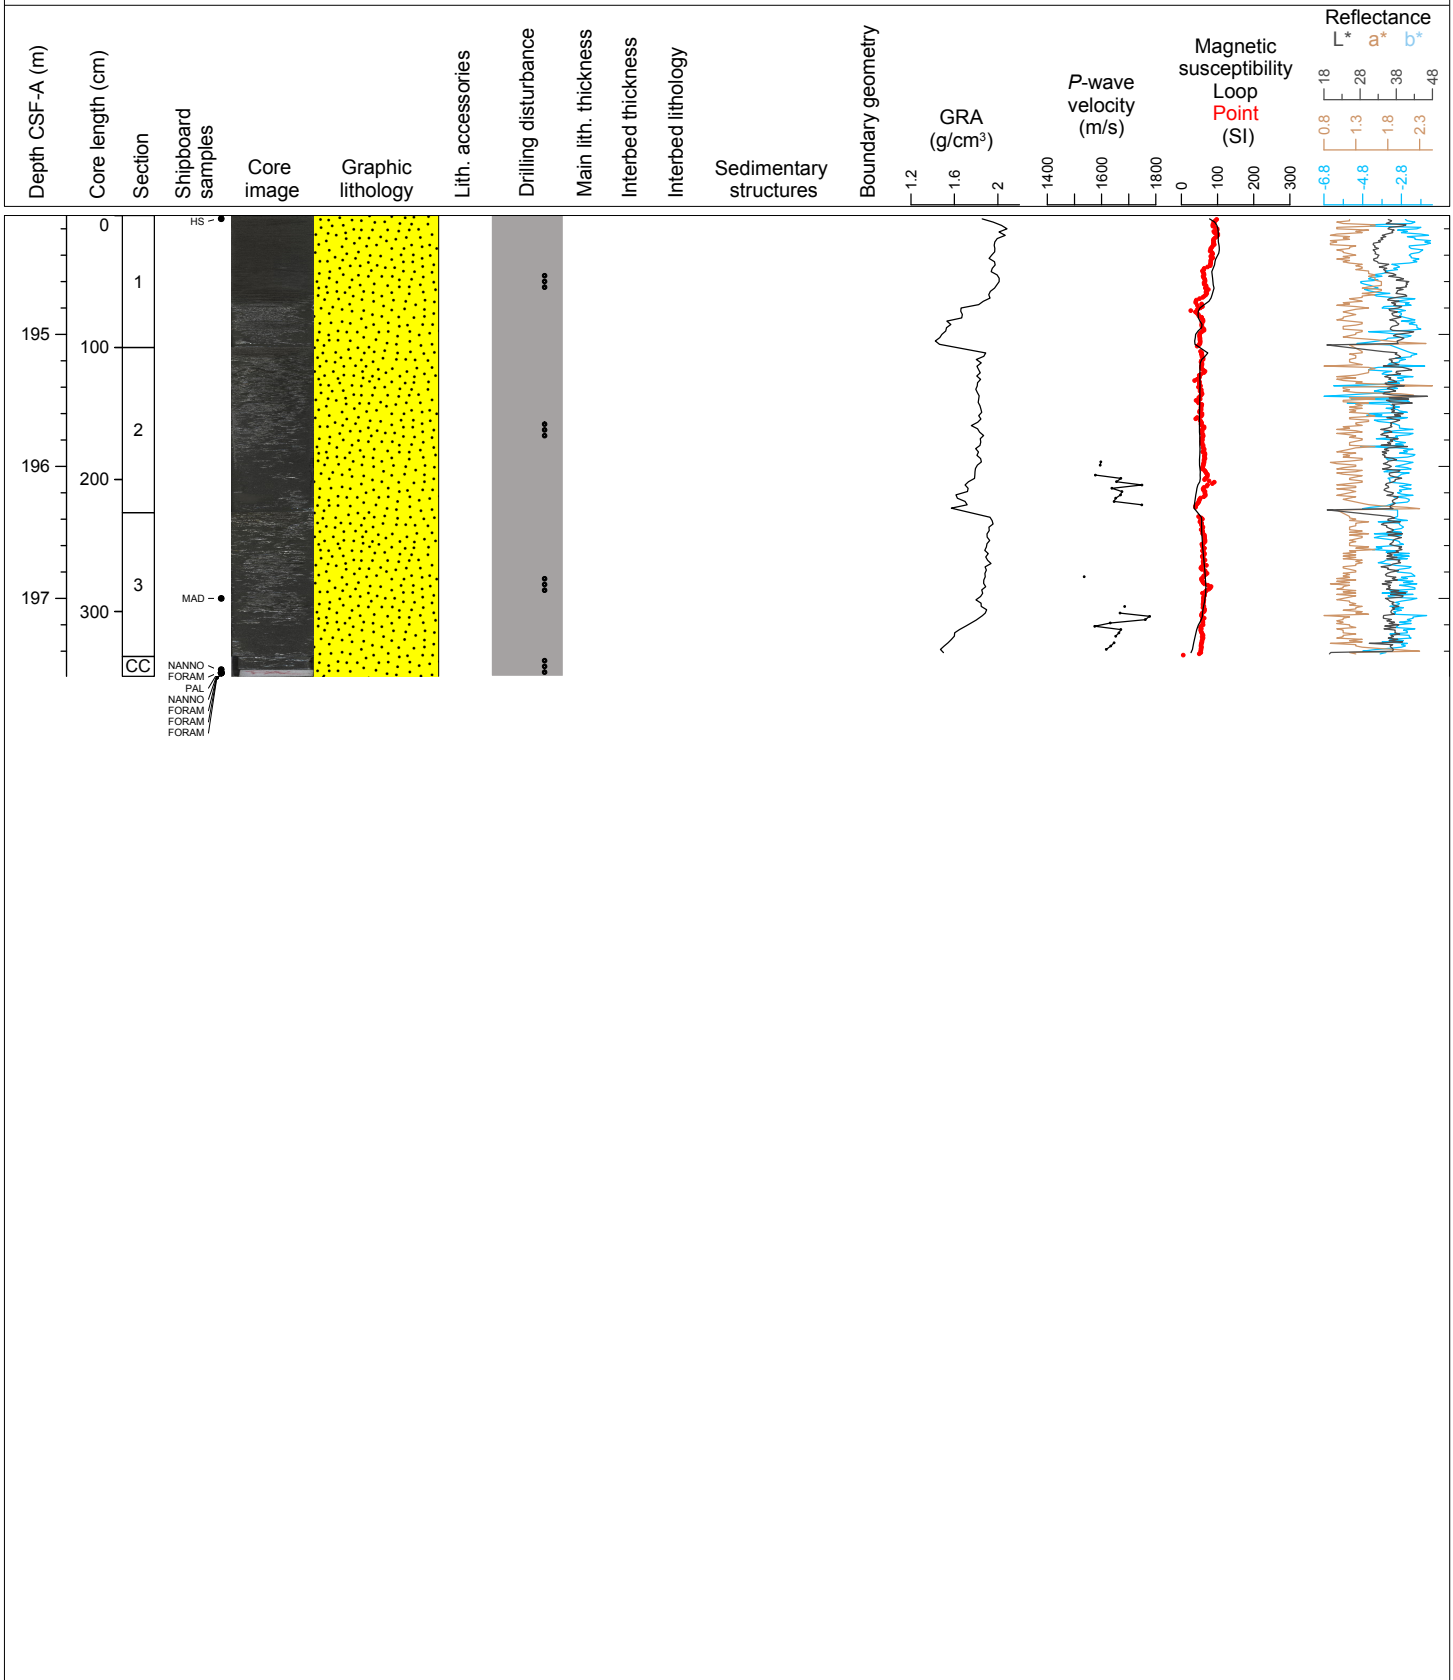 Depth CSF-A (m)
Core length (cm)
Section
Shipboard
samples
Core
image
Graphic
lithology
Lith. accessories
Drilling disturbance
Main lith. thickness
Interbed thickness
Interbed lithology
Sedimentary
structures
Boundary geometry
GRA
(g/cm³)
1.2 1.6 2
P-wave
velocity
(m/s)
1400 1600 1800
Magnetic
susceptibility
Loop
Point
(SI)
0 100 200 300
Reflectance
L* a* b*
18 28 38 48
0.8 1.3 1.8 2.3
-6.8 -4.8 -2.8
0
HS
1
195
100
2
196
200
3
197
MAD
300
CC
NANNO
FORAM
PAL
NANNO
FORAM
FORAM
FORAM